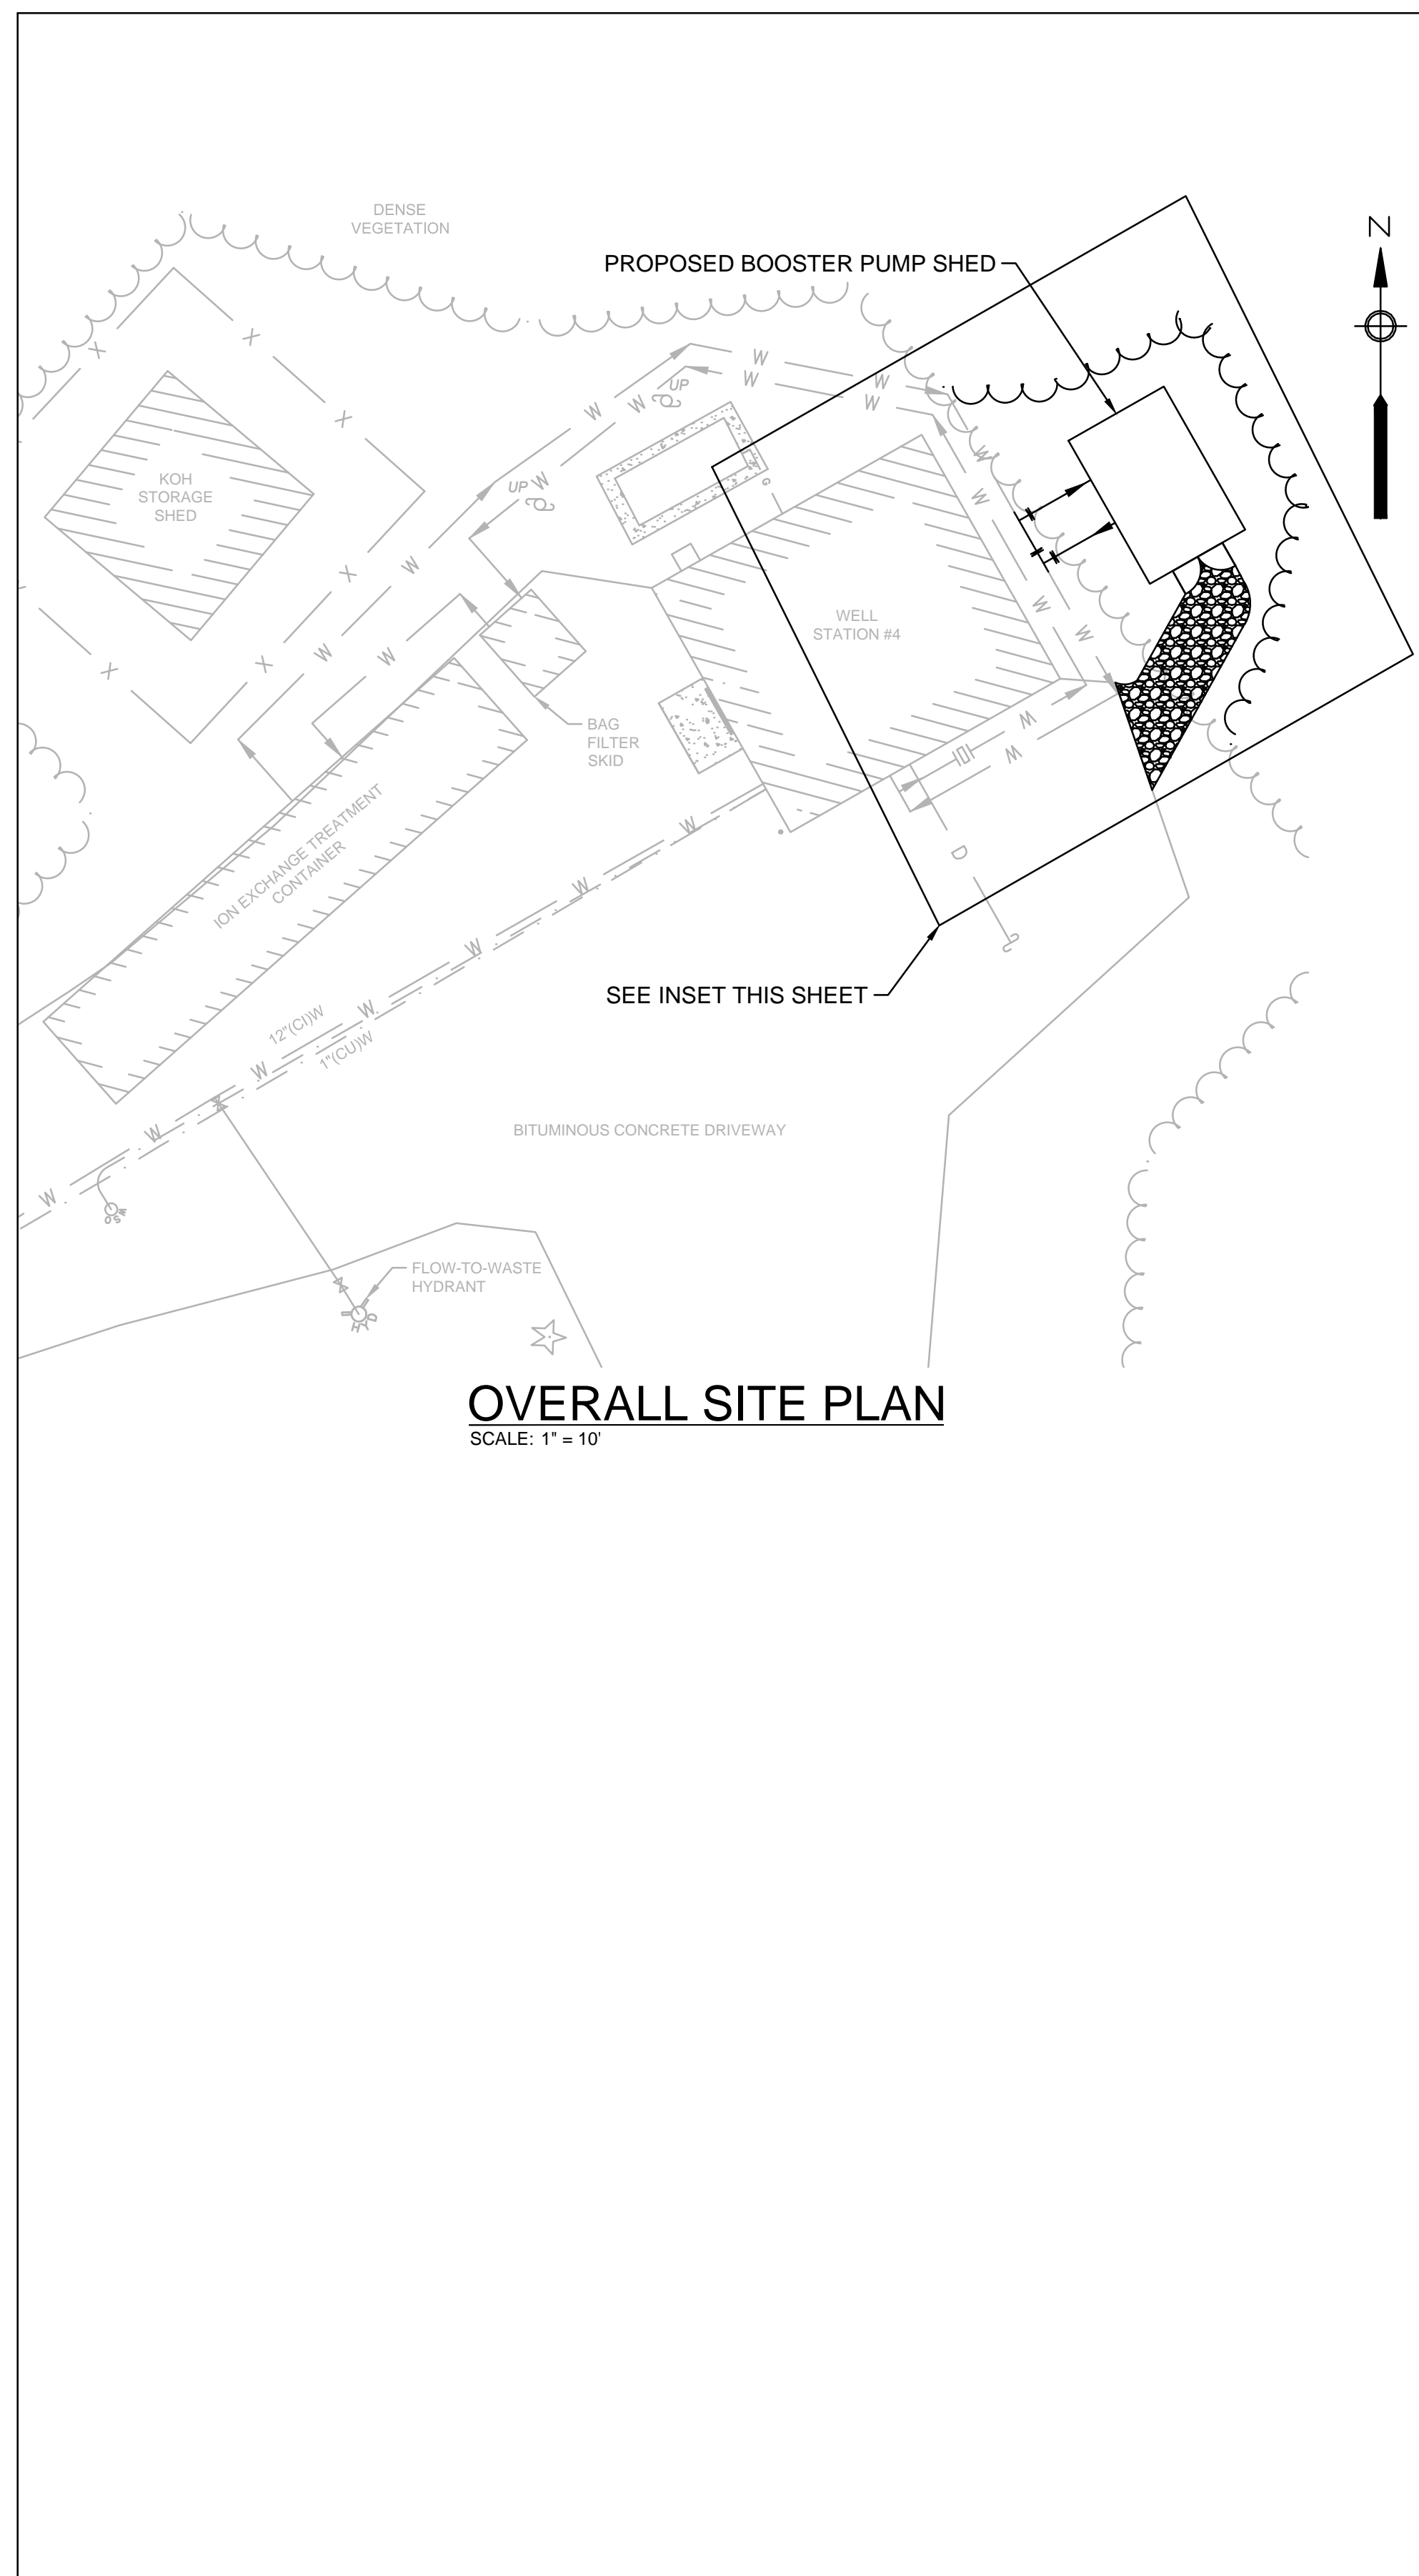 DENSE
VEGETATION
PROPOSED BOOSTER PUMP SHED
N
X
X
X
X
X
X
KOH
STORAGE
SHED
UP
UP
W
W
W
W
W
W
W
W
W
W
G
W
W
W
W
W
W
WELL
STATION #4
W
W
D
BAG
FILTER
SKID
ION EXCHANGE TREATMENT
CONTAINER
W
W
W
W
W
W
W
12"(CI)W
1"(CU)W
SEE INSET THIS SHEET
BITUMINOUS CONCRETE DRIVEWAY
FLOW-TO-WASTE
HYDRANT
HYD
OVERALL SITE PLAN
SCALE: 1" = 10'